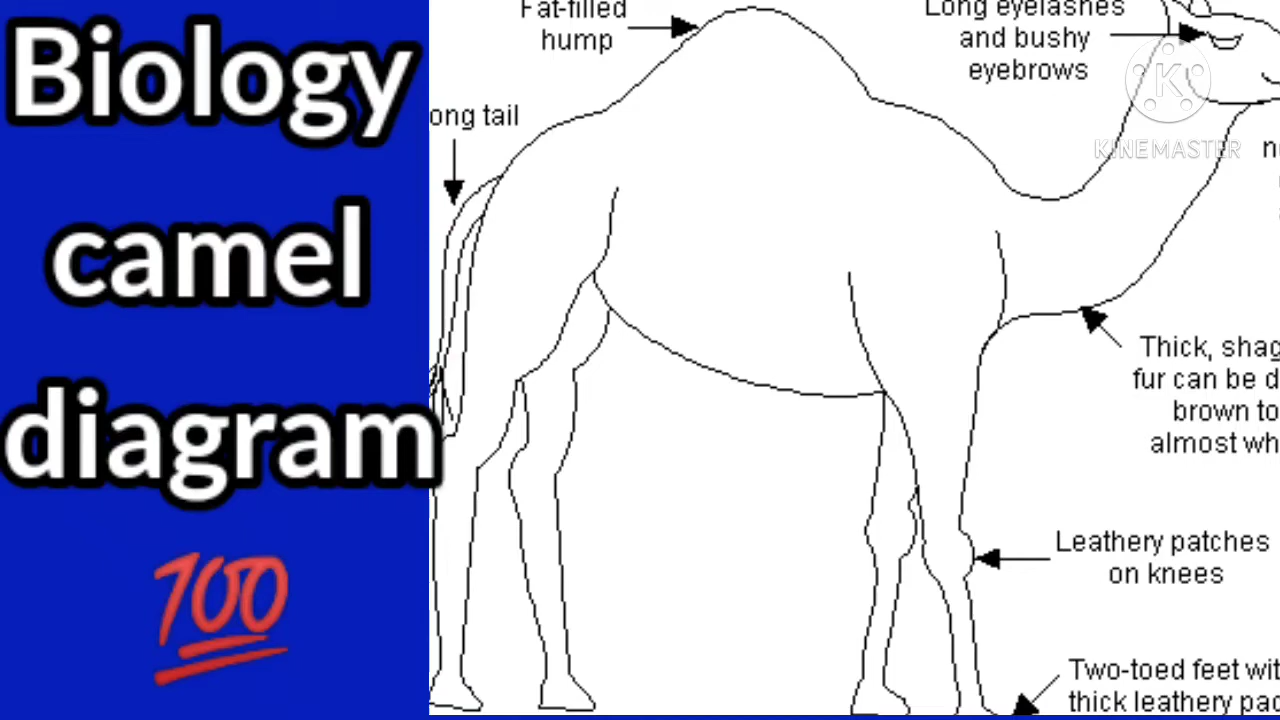 Biology
camel
diagram
💯
Fat-filled
hump
Long eyelashes
and bushy
eyebrows
ong tail
K
KINEMASTER
Thick, shag
fur can be d
brown to
almost wh
Leathery patches
on knees
Two-toed feet wit
thick leathery pad